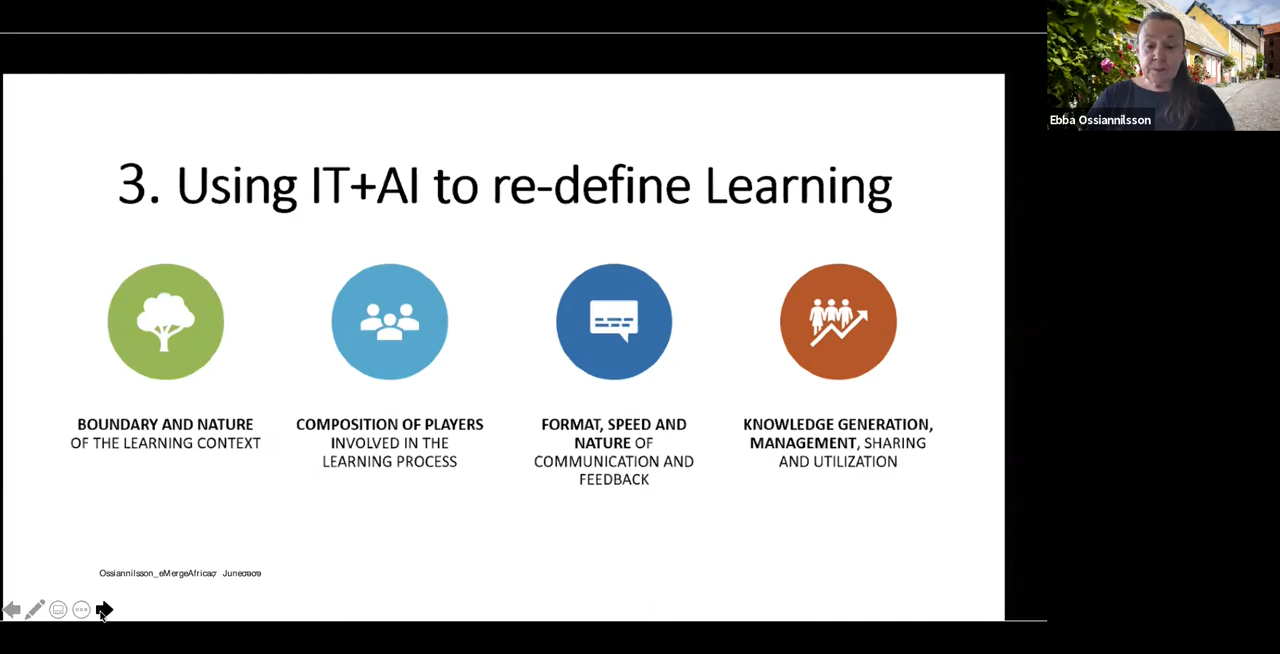 Ebba Ossiannilsson
3. Using IT+AI to re-define Learning
BOUNDARY AND NATURE
OF THE LEARNING CONTEXT
COMPOSITION OF PLAYERS
INVOLVED IN THE
LEARNING PROCESS
FORMAT, SPEED AND
NATURE OF
COMMUNICATION AND
FEEDBACK
KNOWLEDGE GENERATION,
MANAGEMENT, SHARING
AND UTILIZATION